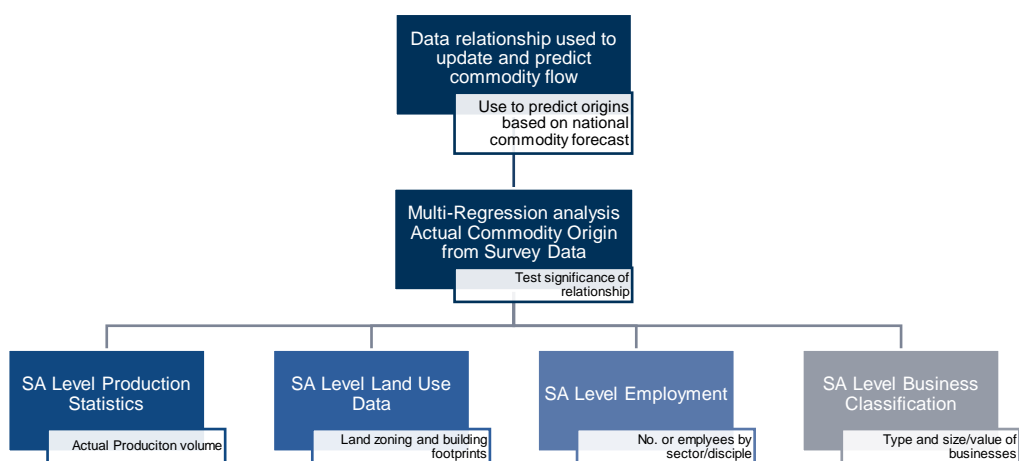 Data relationship used to
update and predict
commodity flow
Use to predict origins
based on national
commodity forecast
Multi-Regression analysis
Actual Commodity Origin
from Survey Data
Test significance of
relationship
SA Level Production
Statistics
Actual Produciton volume
SA Level Land Use
Data
Land zoning and building
footprints
SA Level Employment
No. or emplyees by
sector/disciple
SA Level Business
Classification
Type and size/value of
businesses